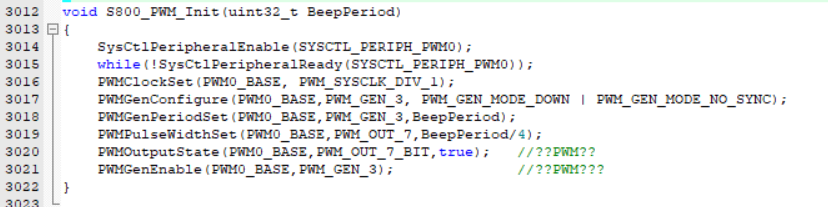 3012 void S800_PWM_Init(uint32_t BeepPeriod)
3013 {
3014 SysCtlPeripheralEnable(SYSCTL_PERIPH_PWM0);
3015 while(!SysCtlPeripheralReady(SYSCTL_PERIPH_PWM0));
3016 PWMClockSet(PWM0_BASE, PWM_SYSCLK_DIV_1);
3017 PWMGenConfigure(PWM0_BASE,PWM_GEN_3, PWM_GEN_MODE_DOWN | PWM_GEN_MODE_NO_SYNC);
3018 PWMGenPeriodSet(PWM0_BASE,PWM_GEN_3,BeepPeriod);
3019 PWMPulseWidthSet(PWM0_BASE,PWM_OUT_7,BeepPeriod/4);
3020 PWMOutputState(PWM0_BASE,PWM_OUT_7_BIT,true); //??PWM??
3021 PWMGenEnable(PWM0_BASE,PWM_GEN_3); //??PWM???
3022 }
3023